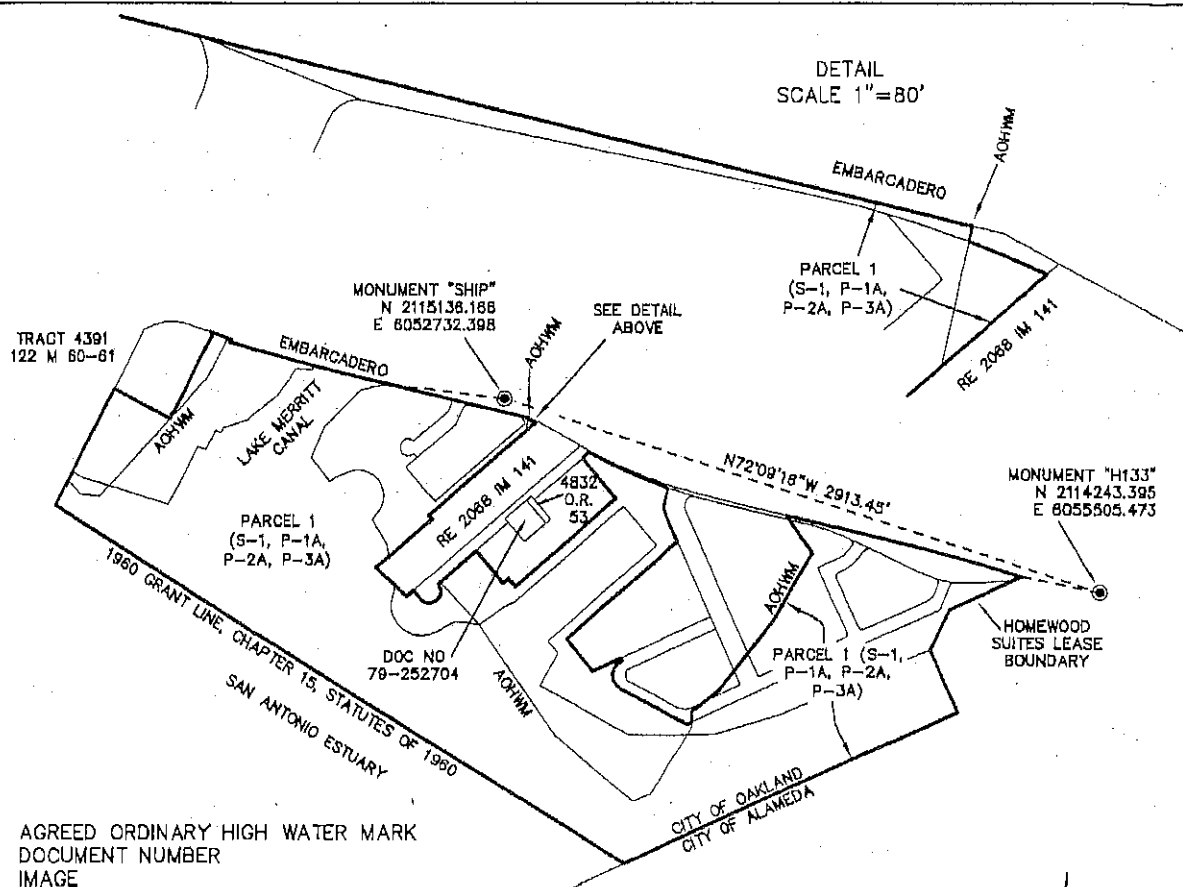 DETAIL
SCALE 1"=80'
AOHWM
EMBARCADERO
PARCEL 1
(S-1, P-1A,
P-2A, P-3A)
RE 2068 IM 141
MONUMENT "SHIP"
N 2115136.166
E 6052732.398
SEE DETAIL
ABOVE
TRACT 4391
122 M 60-61
EMBARCADERO
AOHWM
AOHWM
LAKE MERRITT
CANAL
N72°09'18"W 2913.45'
MONUMENT "H133"
N 2114243.395
E 6055505.473
RE 2068 IM 141
4832
O.R.
53
PARCEL 1
(S-1, P-1A,
P-2A, P-3A)
AOHWM
HOMEWOOD
SUITES LEASE
BOUNDARY
1960 GRANT LINE, CHAPTER 15, STATUTES OF 1960
DOC NO
79-252704
AOHWM
PARCEL 1 (S-1,
P-1A, P-2A,
P-3A)
SAN ANTONIO ESTUARY
CITY OF OAKLAND
CITY OF ALAMEDA
AGREED ORDINARY HIGH WATER MARK
DOCUMENT NUMBER
IMAGE